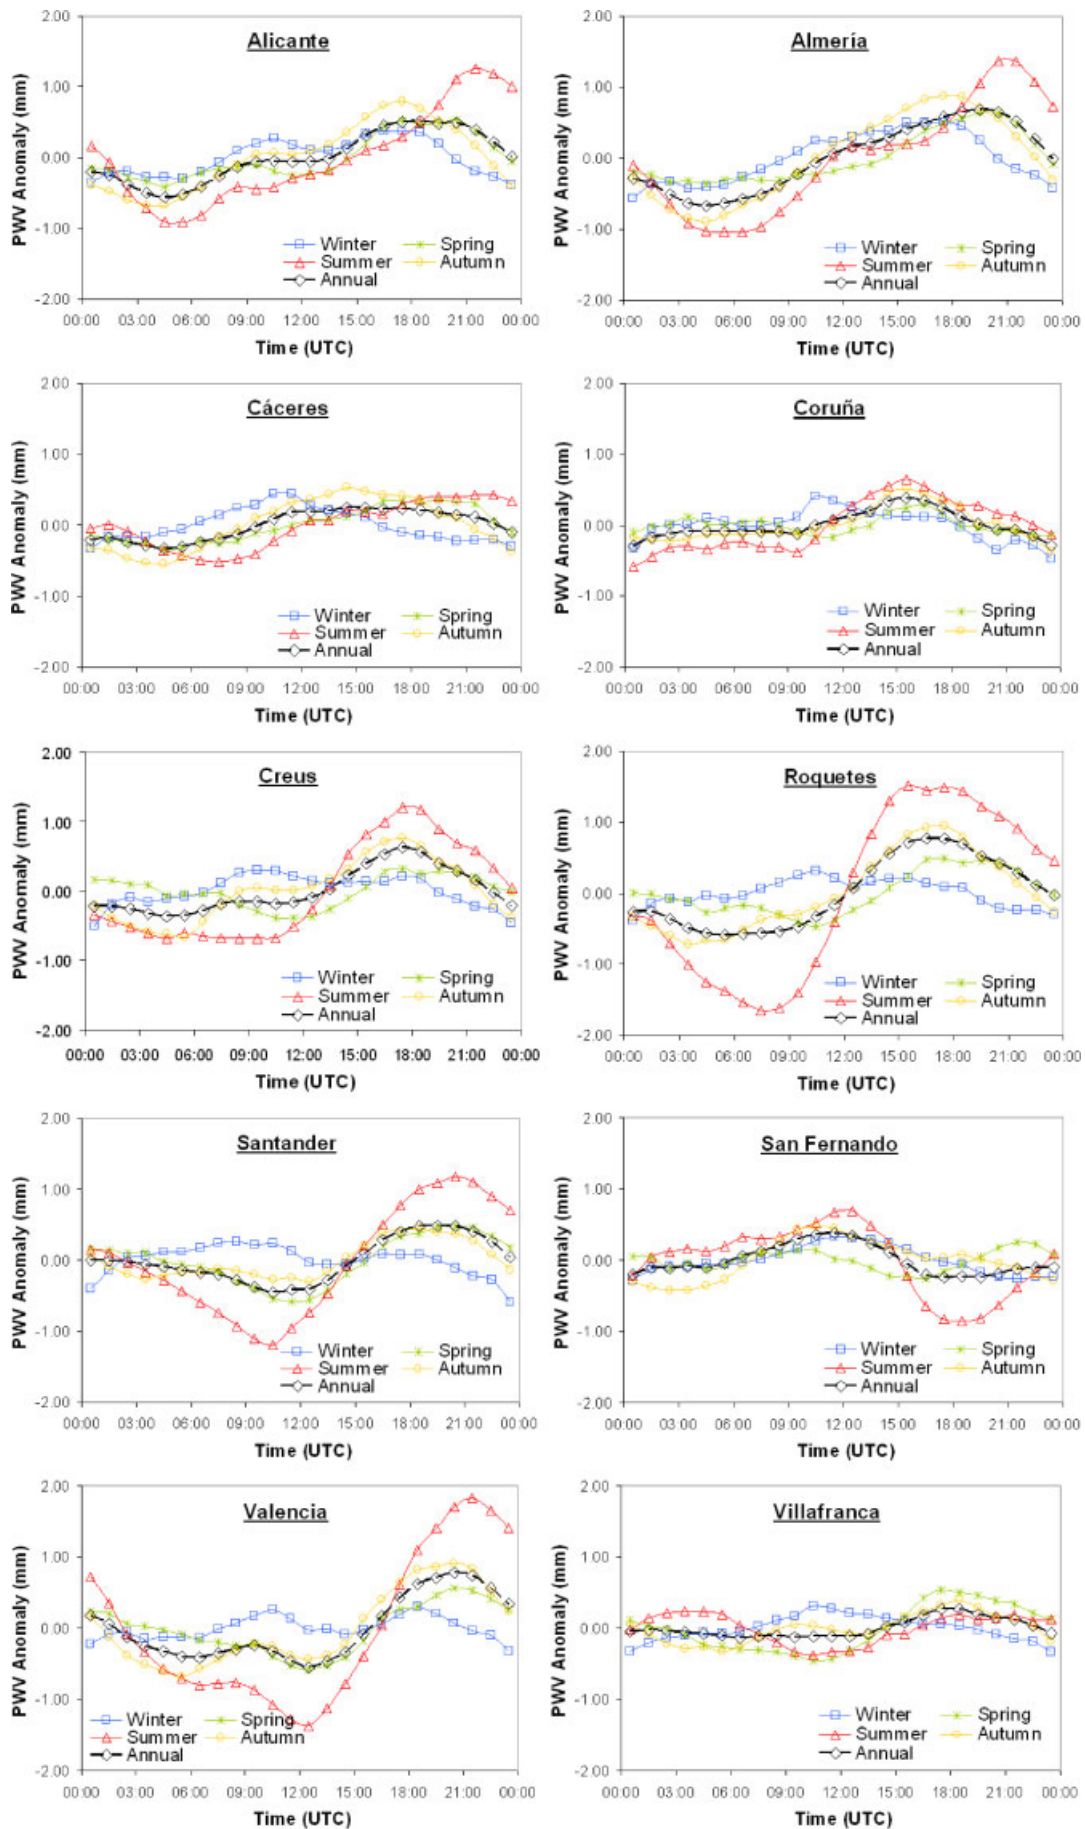 Alicante
PWV Anomaly (mm)
2.00
1.00
0.00
-1.00
-2.00
Winter Spring
Summer Autumn
Annual
00:00 03:00 06:00 09:00 12:00 15:00 18:00 21:00 00:00
Time (UTC)
Almería
PWV Anomaly (mm)
2.00
1.00
0.00
-1.00
-2.00
Winter Spring
Summer Autumn
Annual
00:00 03:00 06:00 09:00 12:00 15:00 18:00 21:00 00:00
Time (UTC)
Cáceres
PWV Anomaly (mm)
2.00
1.00
0.00
-1.00
-2.00
Winter Spring
Summer Autumn
Annual
00:00 03:00 06:00 09:00 12:00 15:00 18:00 21:00 00:00
Time (UTC)
Coruña
PWV Anomaly (mm)
2.00
1.00
0.00
-1.00
-2.00
Winter Spring
Summer Autumn
Annual
00:00 03:00 06:00 09:00 12:00 15:00 18:00 21:00 00:00
Time (UTC)
Creus
PWV Anomaly (mm)
2.00
1.00
0.00
-1.00
-2.00
Winter Spring
Summer Autumn
Annual
00:00 03:00 06:00 09:00 12:00 15:00 18:00 21:00 00:00
Time (UTC)
Roquetes
PWV Anomaly (mm)
2.00
1.00
0.00
-1.00
-2.00
Winter Spring
Summer Autumn
Annual
00:00 03:00 06:00 09:00 12:00 15:00 18:00 21:00 00:00
Time (UTC)
Santander
PWV Anomaly (mm)
2.00
1.00
0.00
-1.00
-2.00
Winter Spring
Summer Autumn
Annual
00:00 03:00 06:00 09:00 12:00 15:00 18:00 21:00 00:00
Time (UTC)
San Fernando
PWV Anomaly (mm)
2.00
1.00
0.00
-1.00
-2.00
Winter Spring
Summer Autumn
Annual
00:00 03:00 06:00 09:00 12:00 15:00 18:00 21:00 00:00
Time (UTC)
Valencia
PWV Anomaly (mm)
2.00
1.00
0.00
-1.00
-2.00
Winter Spring
Summer Autumn
Annual
00:00 03:00 06:00 09:00 12:00 15:00 18:00 21:00 00:00
Time (UTC)
Villafranca
PWV Anomaly (mm)
2.00
1.00
0.00
-1.00
-2.00
Winter Spring
Summer Autumn
Annual
00:00 03:00 06:00 09:00 12:00 15:00 18:00 21:00 00:00
Time (UTC)